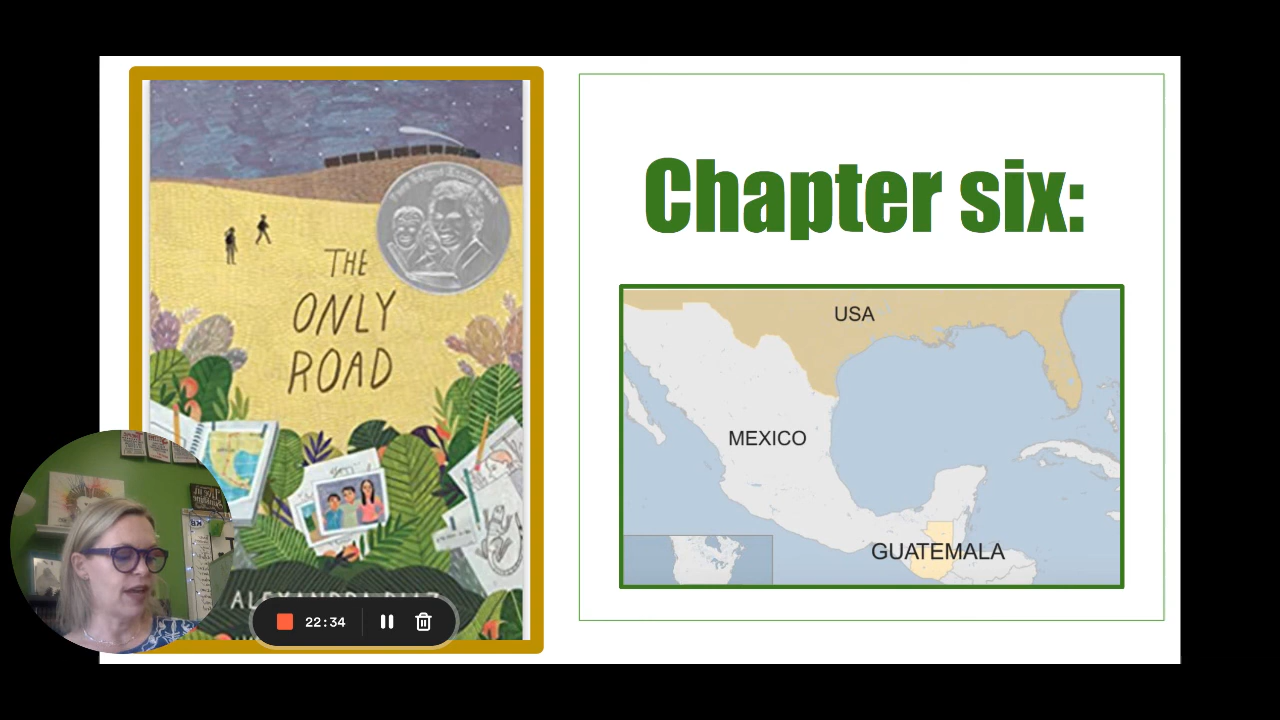 THE
ONLY
ROAD
Chapter six:
USA
MEXICO
GUATEMALA
22:34